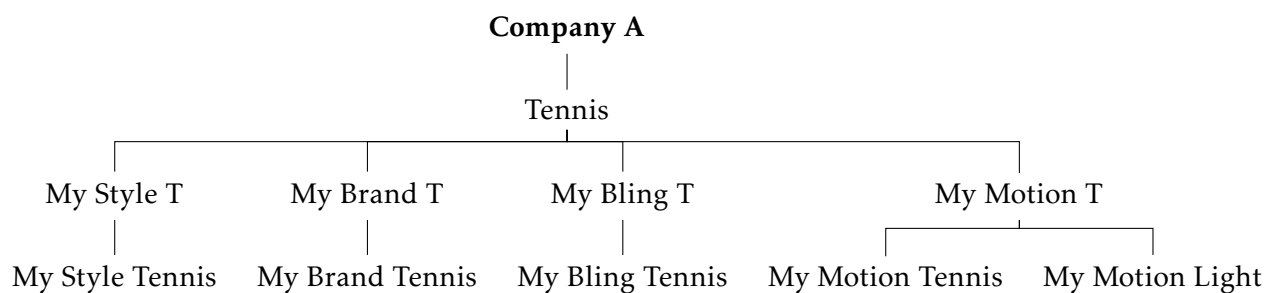 Company A
Tennis
My Style T My Brand T My Bling T My Motion T
My Style Tennis My Brand Tennis My Bling Tennis My Motion Tennis My Motion Light